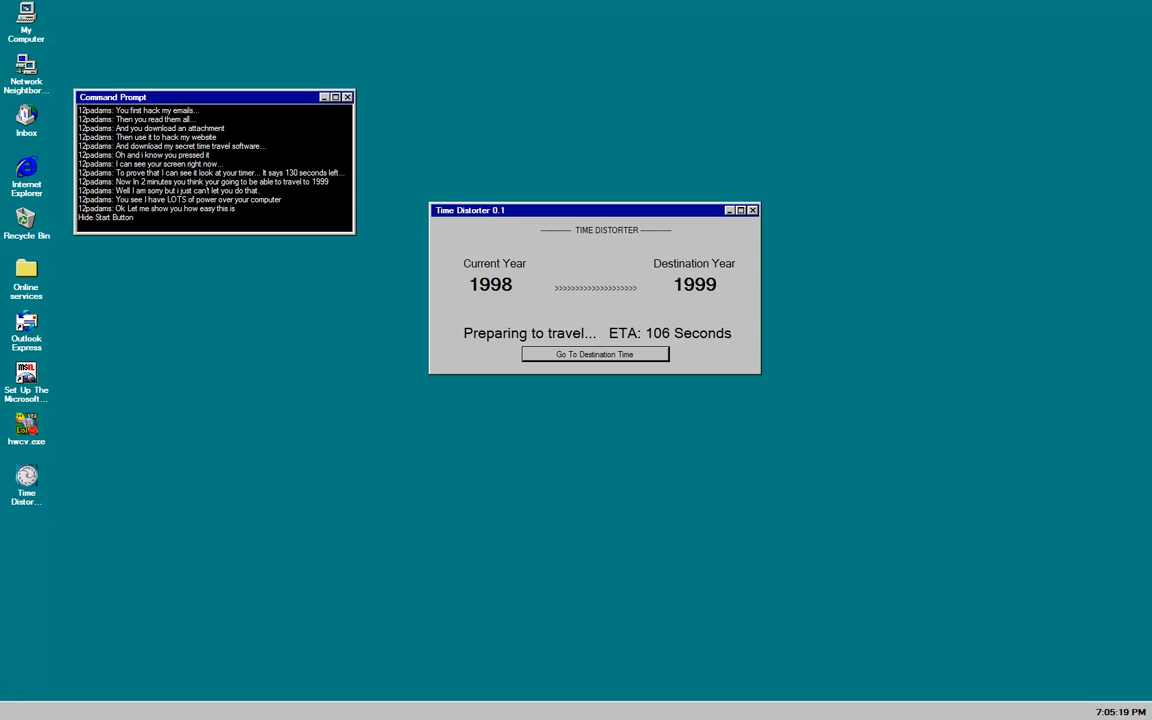 My
Computer
Network
Neighbor...
Inbox
Internet
Explorer
Recycle Bin
Online
services
Outlook
Express
msn.
Set Up The
Microsoft...
hwcv.exe
Time
Distor...
Command Prompt
12padams: You first hack my emails...
12padams: Then you read them all...
12padams: And you download an attachment
12padams: Then use it to hack my website
12padams: And download my secret time travel software...
12padams: Oh and i know you pressed it
12padams: I can see your screen right now...
12padams: To prove that I can see it look at your timer... It says 130 seconds left...
12padams: Now In 2 minutes you think your going to be able to travel to 1999
12padams: Well I am sorry but i just can't let you do that.
12padams: You see I have LOTS of power over your computer
12padams: Ok Let me show you how easy this is
Hide Start Button
Time Distorter 0.1
------------ TIME DISTORTER ------------
Current Year
Destination Year
1998
>>>>>>>>>>>>>>>>>>>>
1999
Preparing to travel... ETA: 106 Seconds
Go To Destination Time
7:05:19 PM